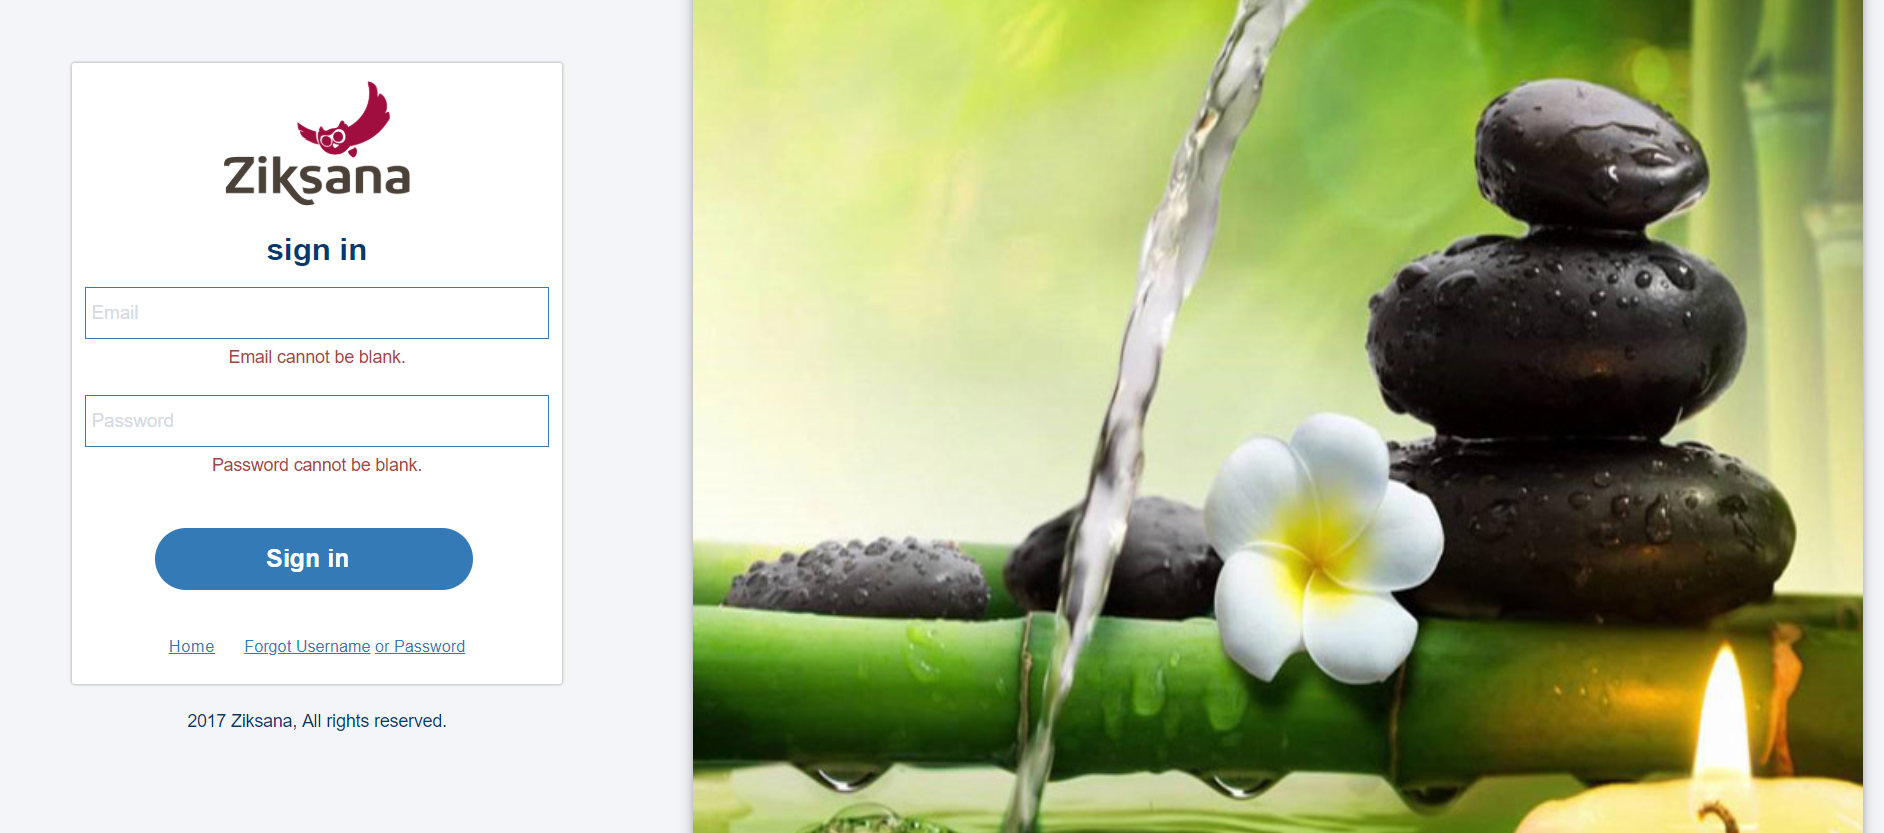 Ziksana
sign in
Email
Email cannot be blank.
Password
Password cannot be blank.
Sign in
Home Forgot Username or Password
2017 Ziksana, All rights reserved.